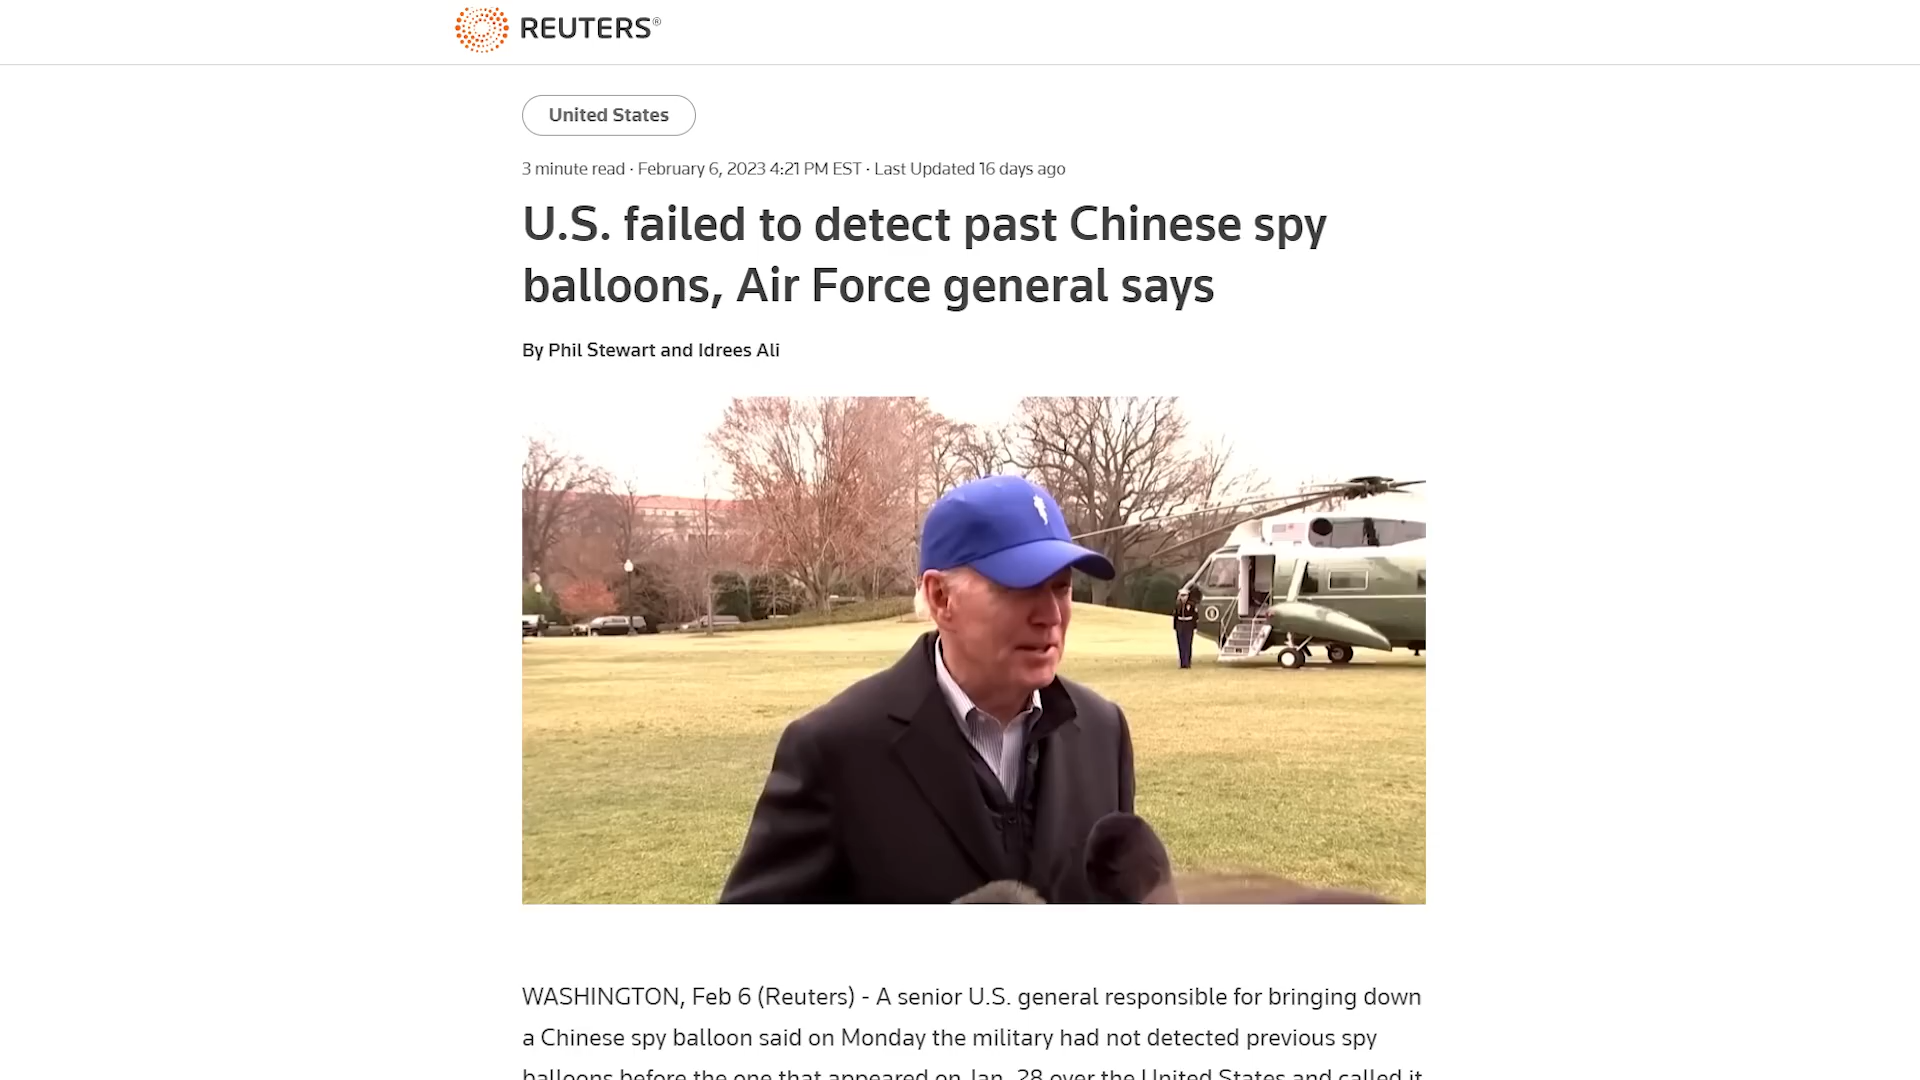 REUTERS®
United States
3 minute read · February 6, 2023 4:21 PM EST · Last Updated 16 days ago
U.S. failed to detect past Chinese spy
balloons, Air Force general says
By Phil Stewart and Idrees Ali
WASHINGTON, Feb 6 (Reuters) - A senior U.S. general responsible for bringing down
a Chinese spy balloon said on Monday the military had not detected previous spy
balloons before the one that appeared on Jan. 28 over the United States and called it